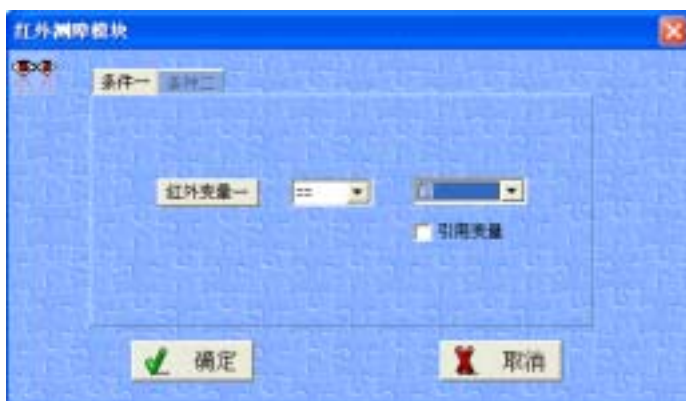 红外测障模块
条件一 条件二
红外变量一 ==
引用变量
确定 取消